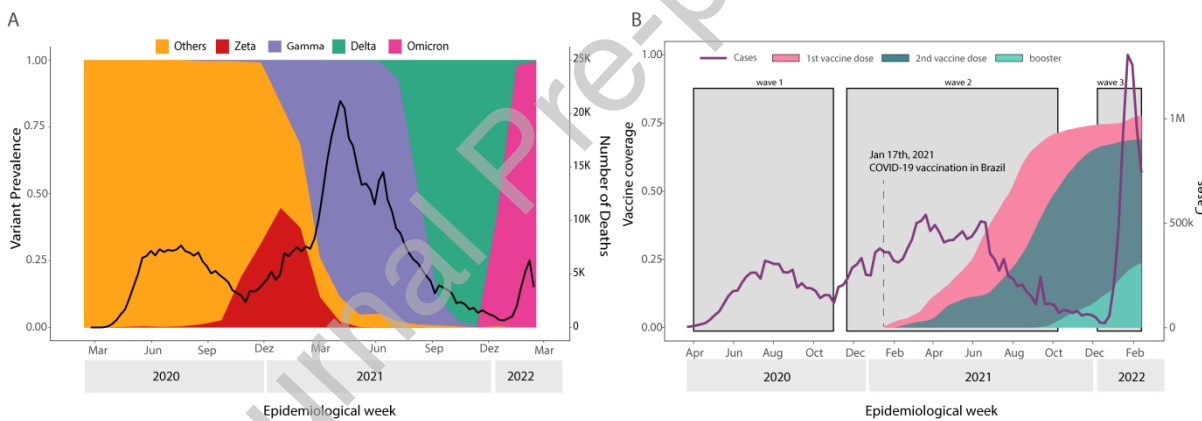 A
Others Zeta Gamma Delta Omicron
1.00
0.75
0.50
0.25
0.00
Variant Prevalence
25K
20K
15K
10K
5K
0
Number of Deaths
Mar Jun Sep Dez Mar Jun Sep Dez Mar
2020 2021 2022
Epidemiological week
B
Cases 1st vaccine dose 2nd vaccine dose booster
wave 1 wave 2 wave 3
1.00
0.75
0.50
0.25
0.00
Vaccine coverage
Jan 17th, 2021
COVID-19 vaccination in Brazil
1M
500k
0
Cases
Apr Jun Aug Oct Dec Feb Apr Jun Aug Oct Dec Feb
2020 2021 2022
Epidemiological week
urnal Pre-p